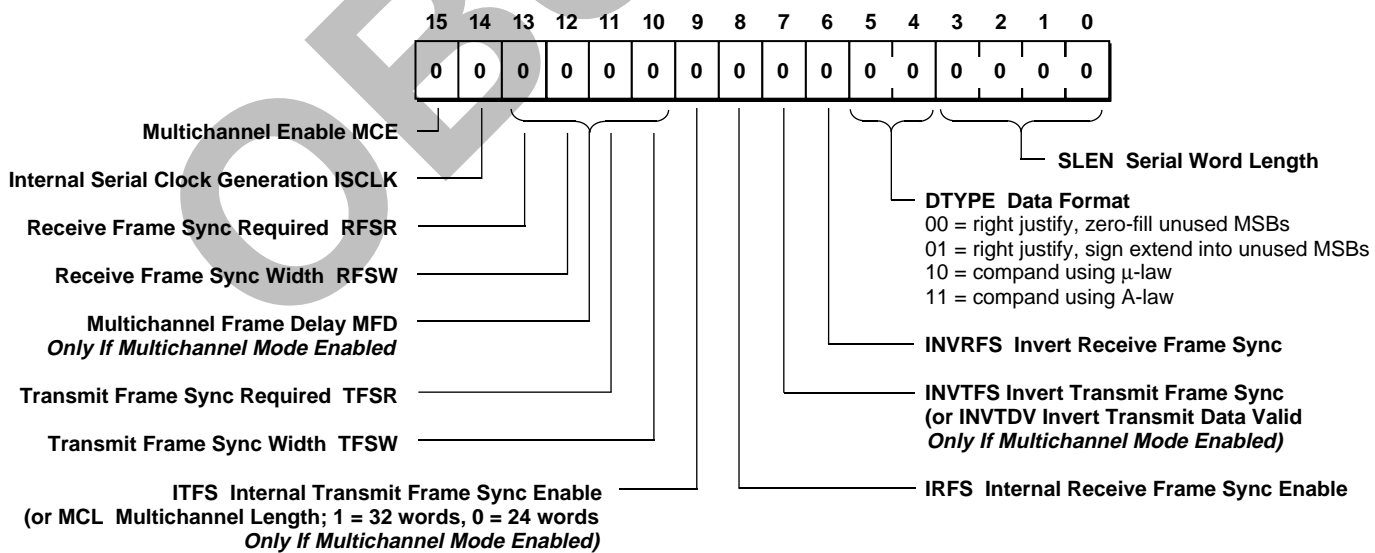 15 14 13 12 11 10 9 8 7 6 5 4 3 2 1 0
0 0 0 0 0 0 0 0 0 0 0 0 0 0 0 0
Multichannel Enable MCE
Internal Serial Clock Generation ISCLK
Receive Frame Sync Required RFSR
Receive Frame Sync Width RFSW
Multichannel Frame Delay MFD
Only If Multichannel Mode Enabled
Transmit Frame Sync Required TFSR
Transmit Frame Sync Width TFSW
ITFS Internal Transmit Frame Sync Enable
(or MCL Multichannel Length; 1 = 32 words, 0 = 24 words
Only If Multichannel Mode Enabled)
SLEN Serial Word Length
DTYPE Data Format
00 = right justify, zero-fill unused MSBs
01 = right justify, sign extend into unused MSBs
10 = compand using μ-law
11 = compand using A-law
INVRFS Invert Receive Frame Sync
INVTFS Invert Transmit Frame Sync
(or INVTDV Invert Transmit Data Valid
Only If Multichannel Mode Enabled)
IRFS Internal Receive Frame Sync Enable